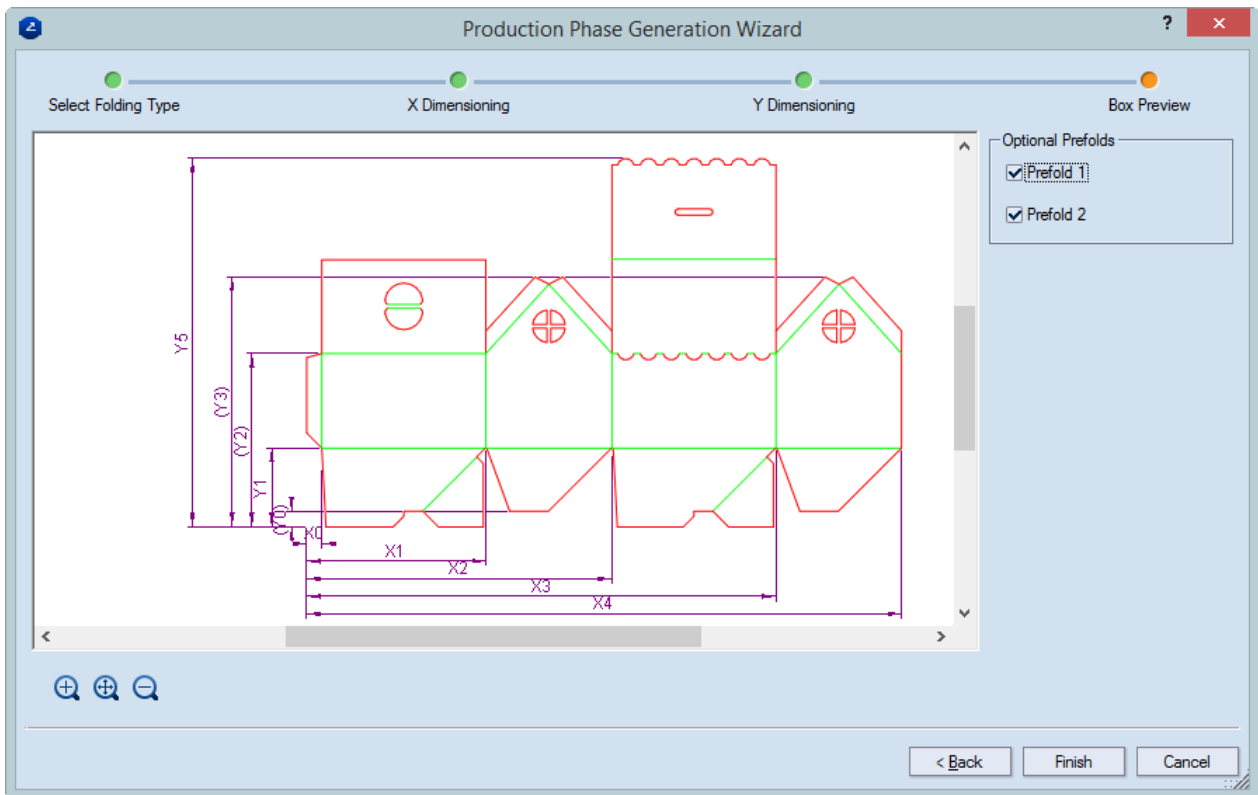 Production Phase Generation Wizard
?
Select Folding Type
X Dimensioning
Y Dimensioning
Box Preview
Optional Prefolds
Prefold 1
Prefold 2
Y5
(Y3)
(Y2)
Y1
(Y0)
X0
X1
X2
X3
X4
< Back
Finish
Cancel